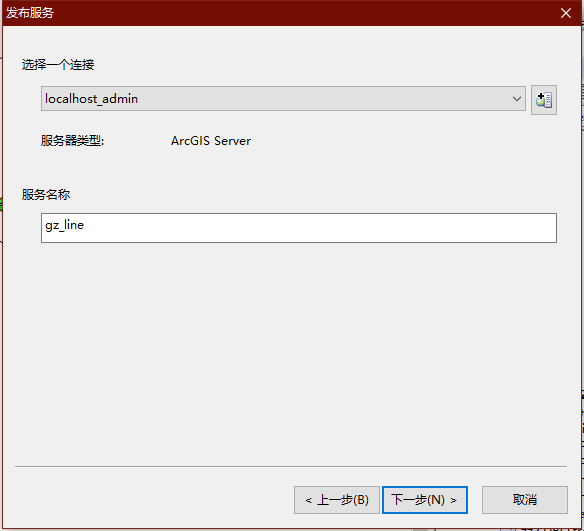 发布服务
选择一个连接
localhost_admin
服务器类型: ArcGIS Server
服务名称
gz_line
< 上一步(B) 下一步(N) > 取消